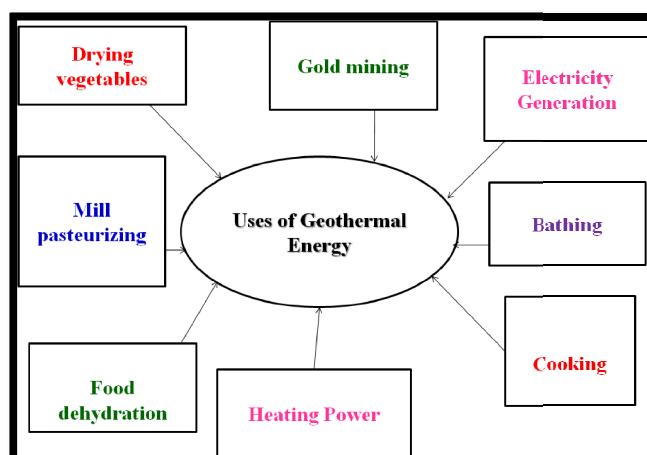 Drying
vegetables
Gold mining
Electricity
Generation
Mill
pasteurizing
Uses of Geothermal
Energy
Bathing
Food
dehydration
Heating Power
Cooking